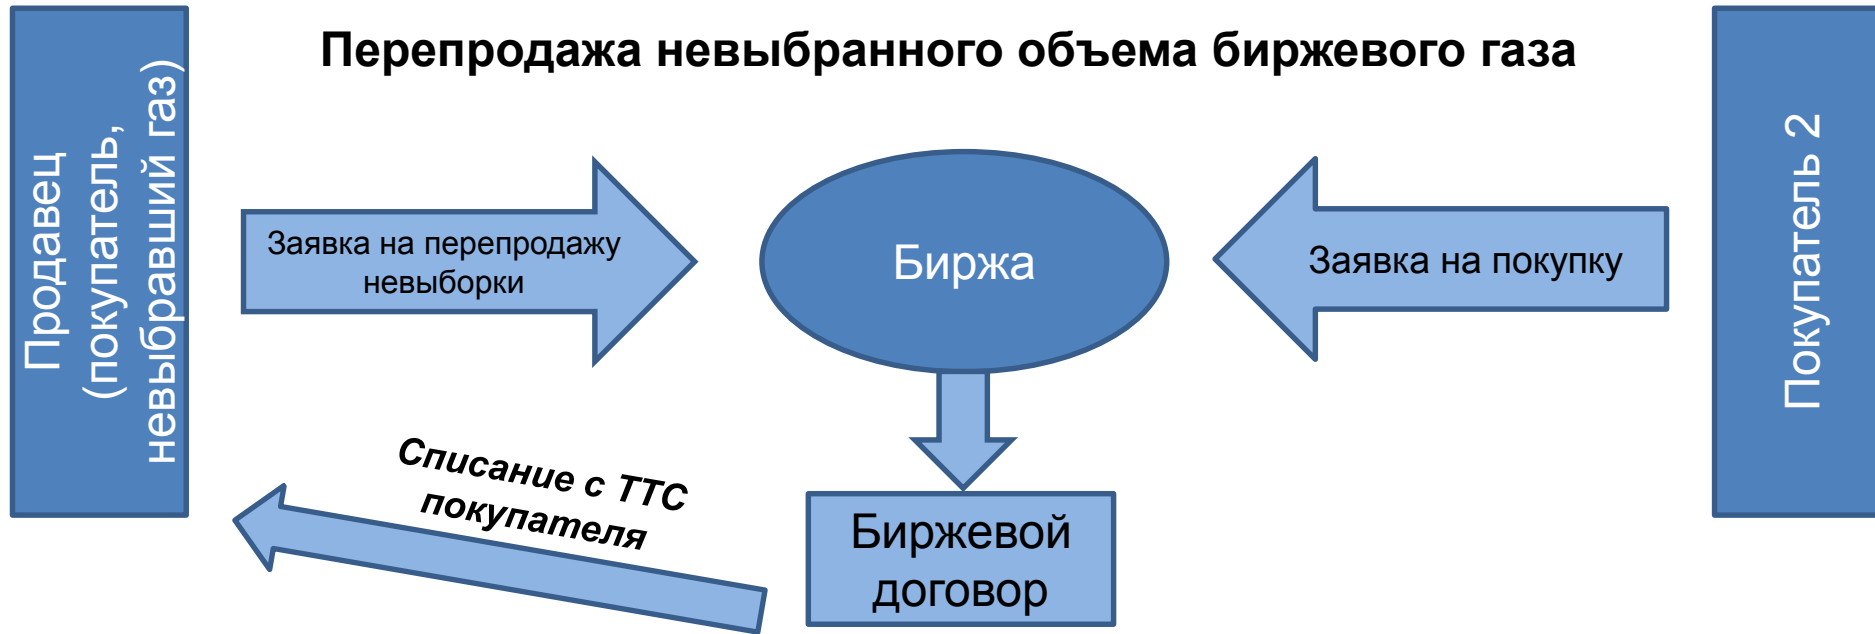 Перепродажа невыбранного объема биржевого газа
Продавец
(покупатель,
невыбравший газ)
Заявка на перепродажу
невыборки
Биржа
Заявка на покупку
Покупатель 2
Списание с ТТС
покупателя
Биржевой
договор